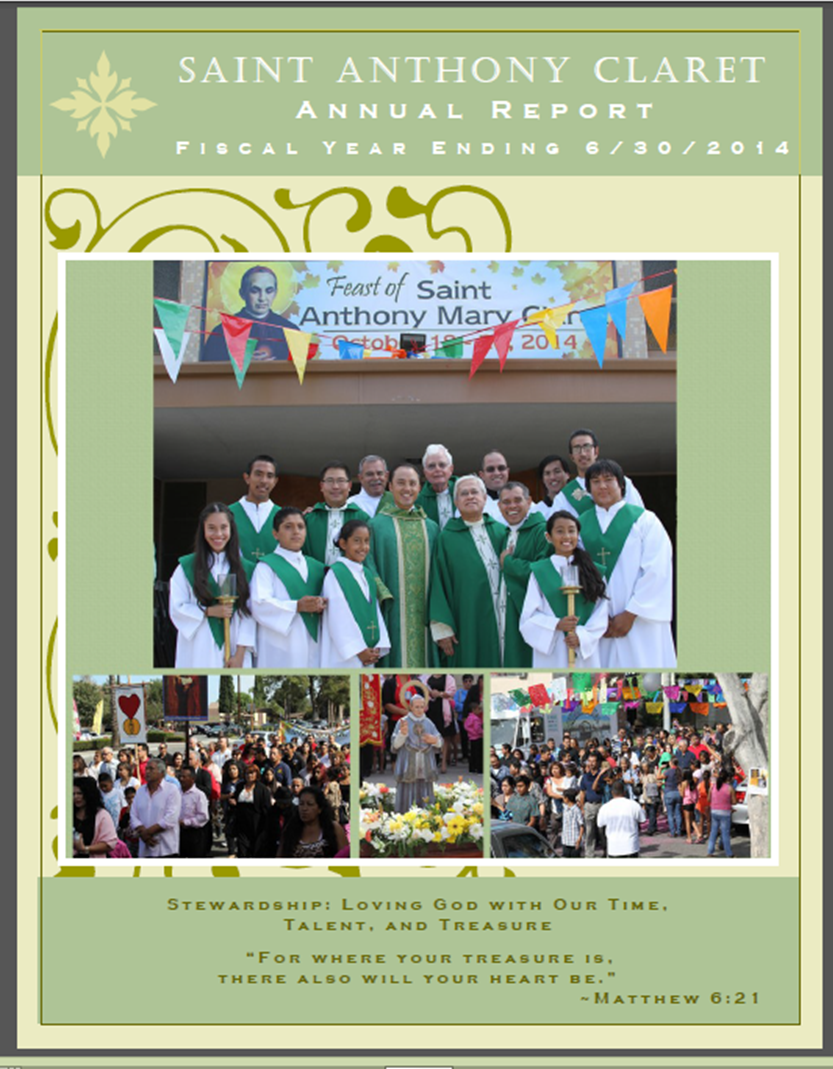 SAINT ANTHONY CLARET
ANNUAL REPORT
FISCAL YEAR ENDING 6/30/2014
Feast of Saint
Anthony Mary
2014
STEWARDSHIP: LOVING GOD WITH OUR TIME,
TALENT, AND TREASURE
“FOR WHERE YOUR TREASURE IS,
THERE ALSO WILL YOUR HEART BE.”
~MATTHEW 6:21